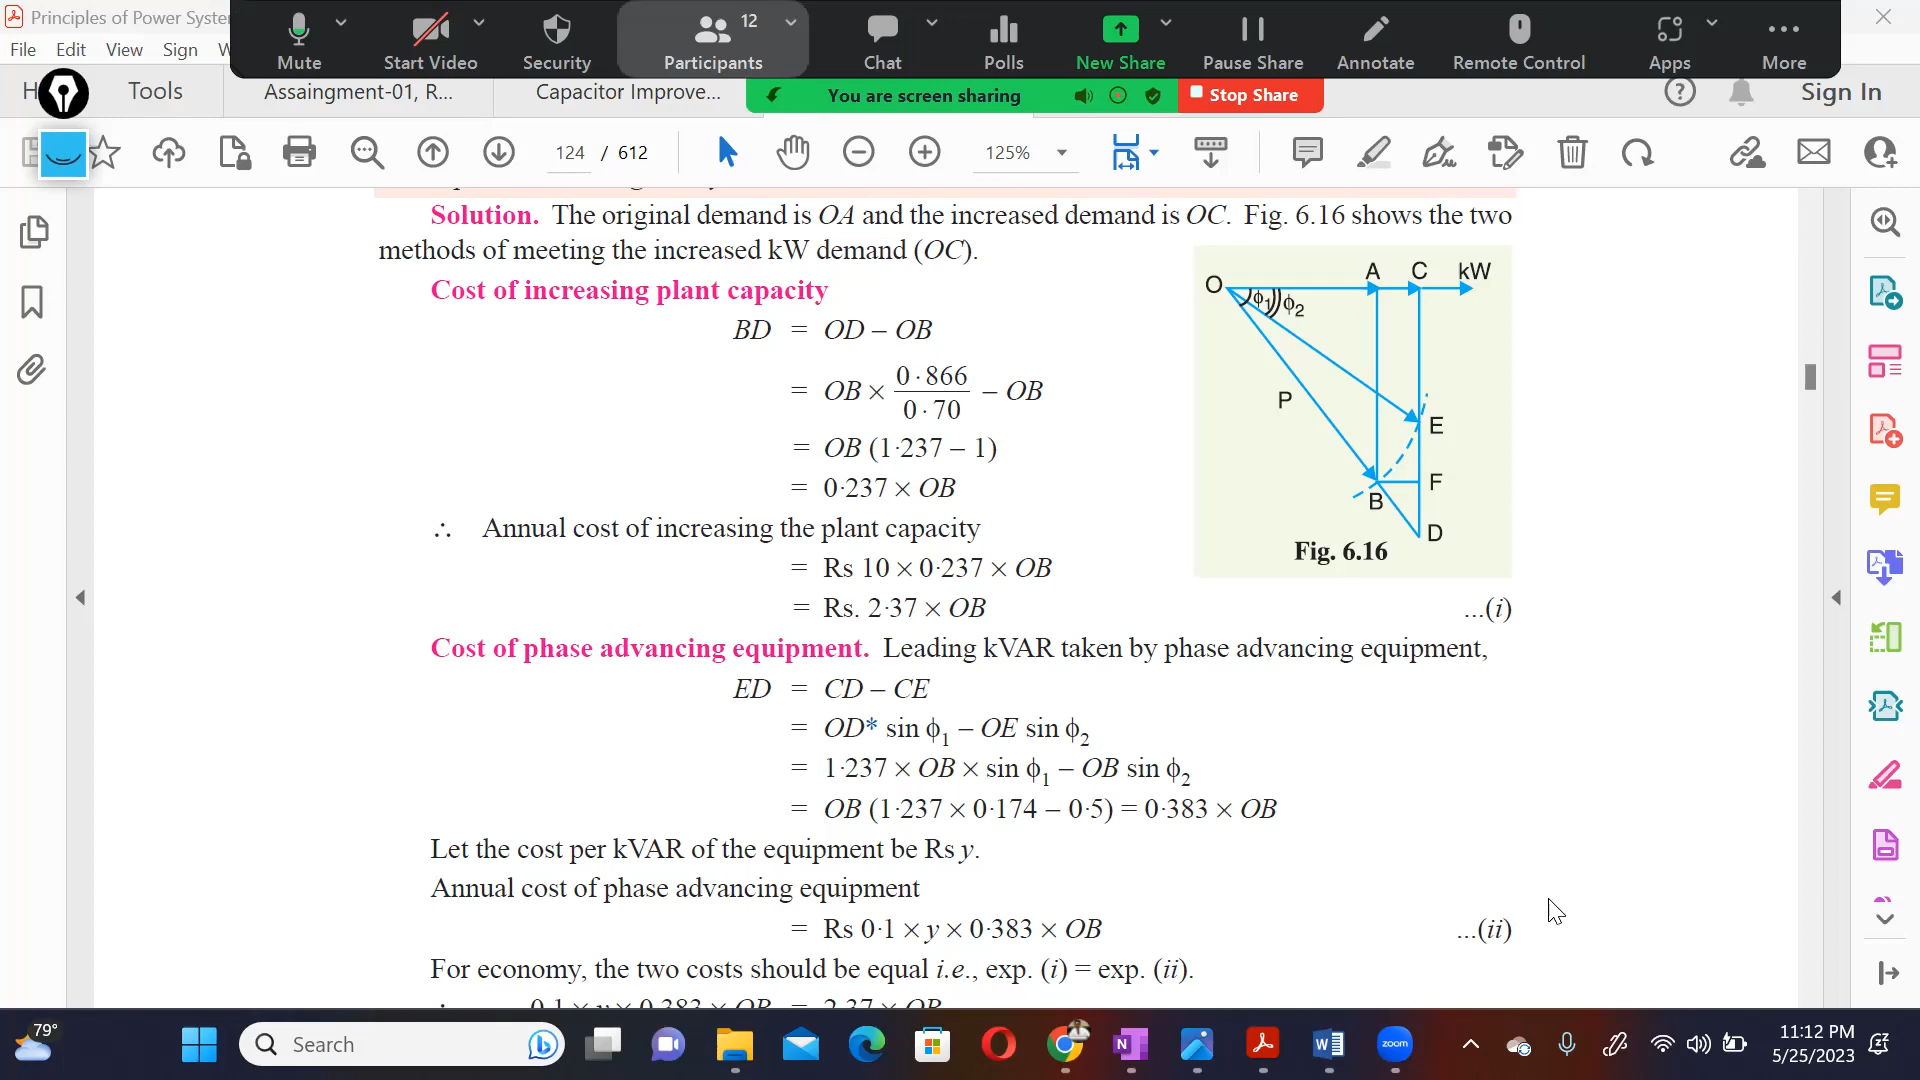 Principles of Power System
File Edit View Sign W
Mute
Start Video
Security
12
Participants
Chat
Polls
New Share
Pause Share
Annotate
Remote Control
Apps
More
H Tools Assaingment-01, R... Capacitor Improve...
You are screen sharing
Stop Share
Sign In
124 / 612 125%
Solution. The original demand is OA and the increased demand is OC. Fig. 6.16 shows the two
methods of meeting the increased kW demand (OC).
Cost of increasing plant capacity
BD = OD – OB
= OB × 0·866 / 0·70 – OB
= OB (1·237 – 1)
= 0·237 × OB
∴ Annual cost of increasing the plant capacity
= Rs 10 × 0·237 × OB
= Rs. 2·37 × OB ...(i)
O A C kW
ϕ1 ϕ2
P
E
F
B
D
Fig. 6.16
Cost of phase advancing equipment. Leading kVAR taken by phase advancing equipment,
ED = CD – CE
= OD* sin ϕ1 – OE sin ϕ2
= 1·237 × OB × sin ϕ1 – OB sin ϕ2
= OB (1·237 × 0·174 – 0·5) = 0·383 × OB
Let the cost per kVAR of the equipment be Rs y.
Annual cost of phase advancing equipment
= Rs 0·1 × y × 0·383 × OB ...(ii)
For economy, the two costs should be equal i.e., exp. (i) = exp. (ii).
∴ 0·1 × y × 0·383 × OB = 2·37 × OB
79°
Search
zoom
11:12 PM
5/25/2023